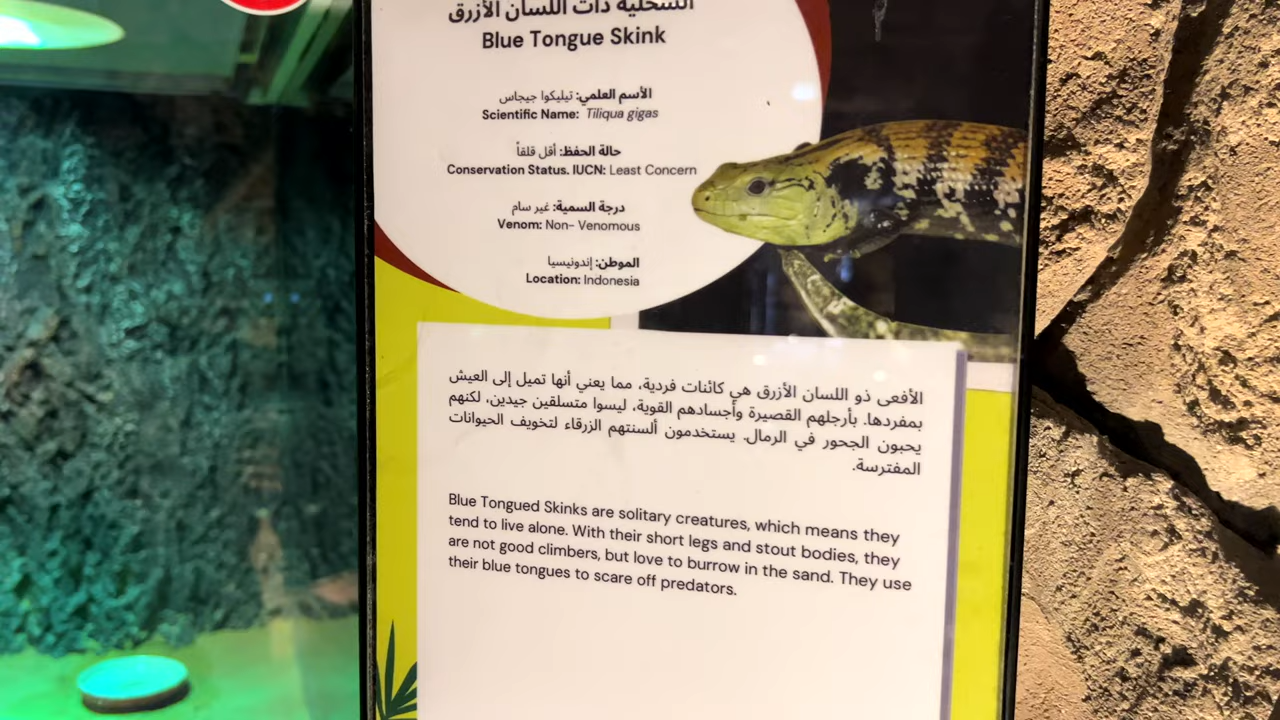 السحلية ذات اللسان الأزرق
Blue Tongue Skink
الأسم العلمي: تيليكوا جيجاس
Scientific Name: Tiliqua gigas
حالة الحفظ: أقل قلقاً
Conservation Status. IUCN: Least Concern
درجة السمية: غير سام
Venom: Non- Venomous
الموطن: إندونيسيا
Location: Indonesia
الأفعى ذو اللسان الأزرق هي كائنات فردية، مما يعني أنها تميل إلى العيش
بمفردها. بأرجلهم القصيرة وأجسادهم القوية، ليسوا متسلقين جيدين، لكنهم
يحبون الجحور في الرمال. يستخدمون ألسنتهم الزرقاء لتخويف الحيوانات
المفترسة.
Blue Tongued Skinks are solitary creatures, which means they
tend to live alone. With their short legs and stout bodies, they
are not good climbers, but love to burrow in the sand. They use
their blue tongues to scare off predators.